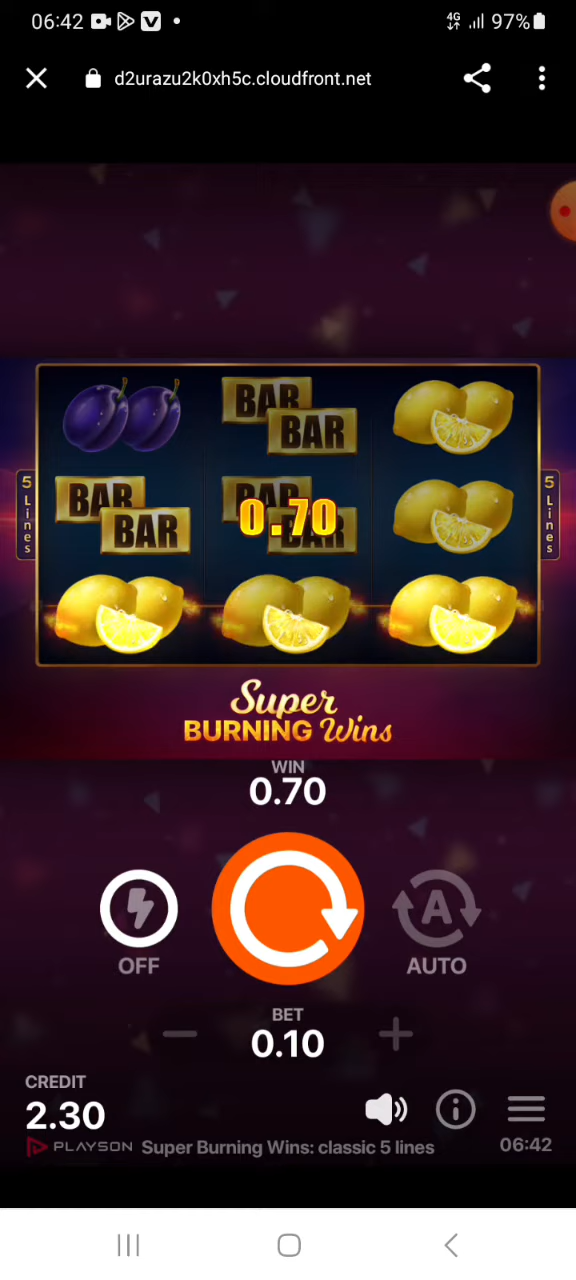 06:42
4G 97%
d2urazu2k0xh5c.cloudfront.net
BAR
BAR
5 Lines
5 Lines
BAR BAR
BAR BAR
0.70
Super
BURNING Wins
WIN
0.70
A
OFF
AUTO
BET
0.10
CREDIT
2.30
PLAYSON Super Burning Wins: classic 5 lines 06:42